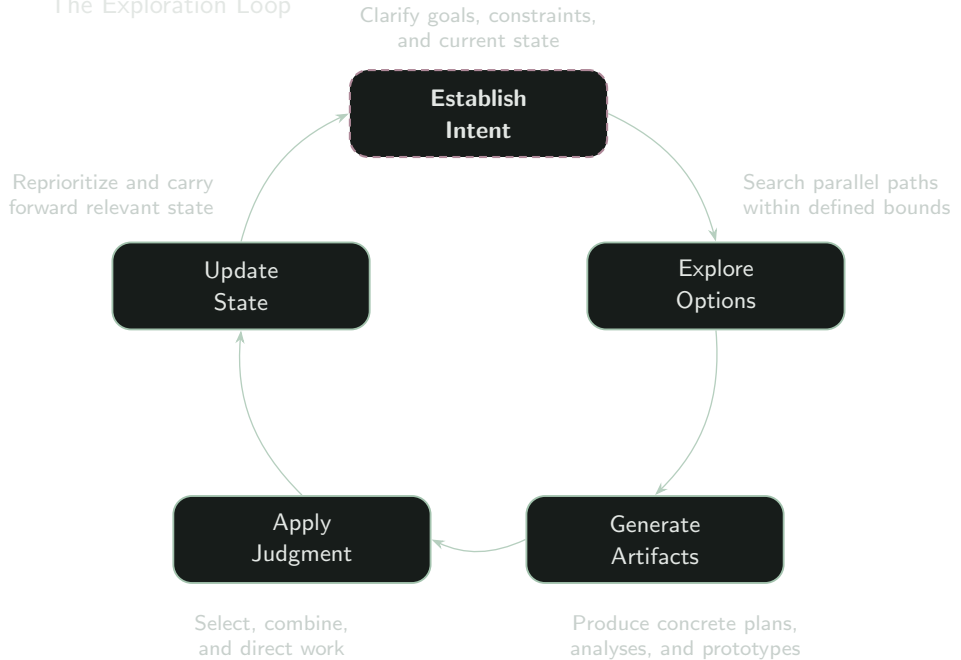 The Exploration Loop
Clarify goals, constraints,
and current state
Establish
Intent
Reprioritize and carry
forward relevant state
Search parallel paths
within defined bounds
Update
State
Explore
Options
Apply
Judgment
Generate
Artifacts
Select, combine,
and direct work
Produce concrete plans,
analyses, and prototypes